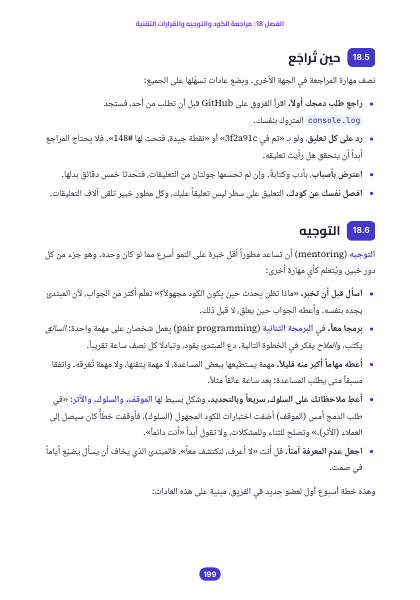 الفصل 18: مراجعة الكود والتوجيه والقرارات التقنية
18.5 حين تُراجَع
نصف مهارة المراجعة في الجهة الأخرى. وبضع عادات تسهّلها على الجميع:
• راجع طلب دمجك أولاً. اقرأ الفروق على GitHub قبل أن تطلب من أحد، فستجد
console.log المتروك بنفسك.
• رد على كل تعليق، ولو بـ «تم في 3f2a91c» أو «نقطة جيدة، فتحت لها #148». فلا يحتاج المراجع
أبداً أن يتحقق هل رأيت تعليقه.
• اعترض بأسباب، بأدب وكتابةً. وإن لم تحسمها جولتان من التعليقات، فتحدثا خمس دقائق بدلها.
• افصل نفسك عن كودك. التعليق على سطر ليس تعليقاً عليك، وكل مطور خبير تلقى آلاف التعليقات.
18.6 التوجيه
التوجيه (mentoring) أن تساعد مطوراً أقل خبرة على النمو أسرع مما لو كان وحده. وهو جزء من كل
دور خبير، ويُتعلم كأي مهارة أخرى:
• اسأل قبل أن تخبر. «ماذا تظن يحدث حين يكون الكود مجهولاً؟» تعلّم أكثر من الجواب، لأن المبتدئ
يجده بنفسه. وأعطه الجواب حين يعلق، لا قبل ذلك.
• برمجا معاً. في البرمجة الثنائية (pair programming) يعمل شخصان على مهمة واحدة: السائق
يكتب، والملاح يفكر في الخطوة التالية. دع المبتدئ يقود، وتبادلا كل نصف ساعة تقريباً.
• أعطه مهاماً أكبر منه قليلاً. مهمة يستطيعها ببعض المساعدة، لا مهمة يتقنها، ولا مهمة تُغرقه. واتفقا
مسبقاً متى يطلب المساعدة: بعد ساعة عالقاً مثلاً.
• أعطِ ملاحظاتك على السلوك، سريعاً وبالتحديد. وشكل بسيط لها الموقف، والسلوك، والأثر: «في
طلب الدمج أمس (الموقف) أضفت اختبارات للكود المجهول (السلوك)، فأوقفت خطأً كان سيصل إلى
العملاء (الأثر).» وتصلح للثناء وللمشكلات، ولا تقول أبداً «أنت دائماً».
• اجعل عدم المعرفة آمناً. قل أنت «لا أعرف، لنكتشف معاً». فالمبتدئ الذي يخاف أن يسأل يضيّع أياماً
في صمت.
وهذه خطة أسبوع أول لعضو جديد في الفريق، مبنية على هذه العادات:
199